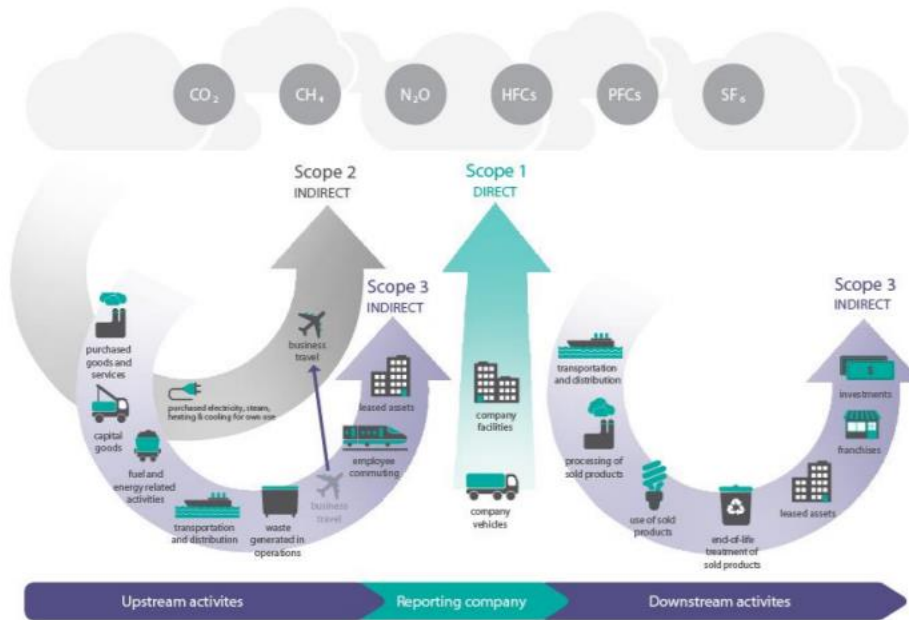 CO₂
CH₄
N₂O
HFCs
PFCs
SF₆
Scope 2
INDIRECT
Scope 1
DIRECT
Scope 3
INDIRECT
Scope 3
INDIRECT
purchased
goods and
services
capital
goods
fuel and
energy related
activities
purchased electricity, steam,
heating & cooling for own use
business
travel
transportation
and distribution
waste
generated in
operations
business
travel
employee
commuting
leased assets
company
facilities
company
vehicles
transportation
and distribution
processing of
sold products
use of sold
products
end-of-life
treatment of
sold products
leased assets
franchises
$
investments
Upstream activites
Reporting company
Downstream activites